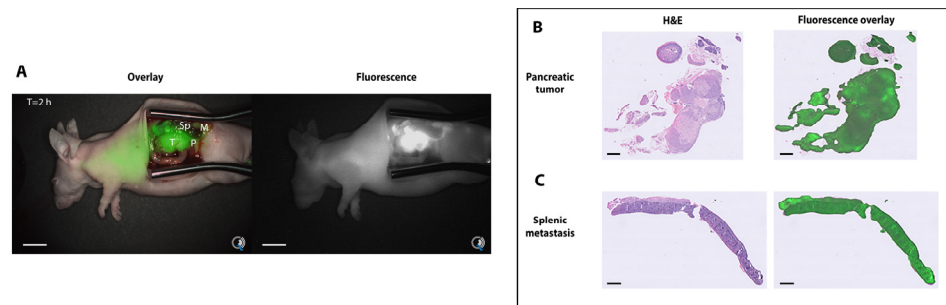 A
Overlay
Fluorescence
T=2 h
Sp
M
T
P
B
H&E
Fluorescence overlay
Pancreatic
tumor
C
Splenic
metastasis